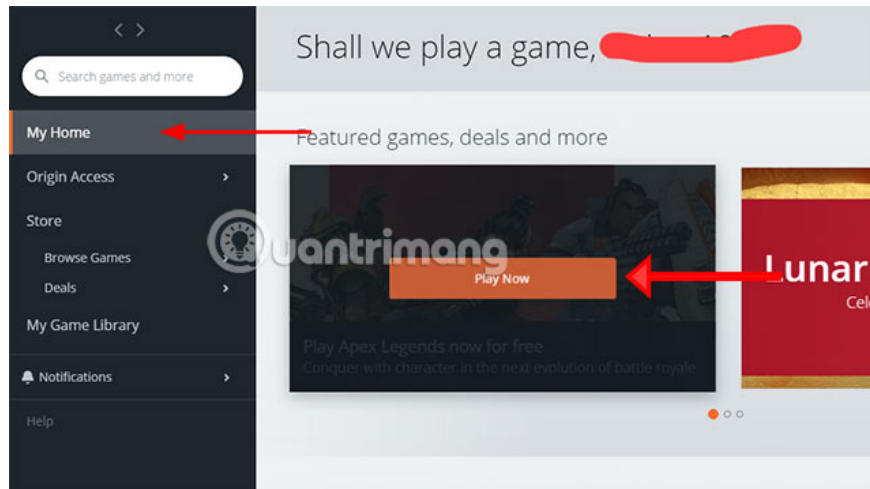 Search games and more
My Home
Origin Access
Store
Browse Games
Deals
My Game Library
Notifications
Help
Shall we play a game,
Featured games, deals and more
Play Now
Play Apex Legends now for free
Conquer with character in the next evolution of battle royale
Lunar
Cel
uantrimang